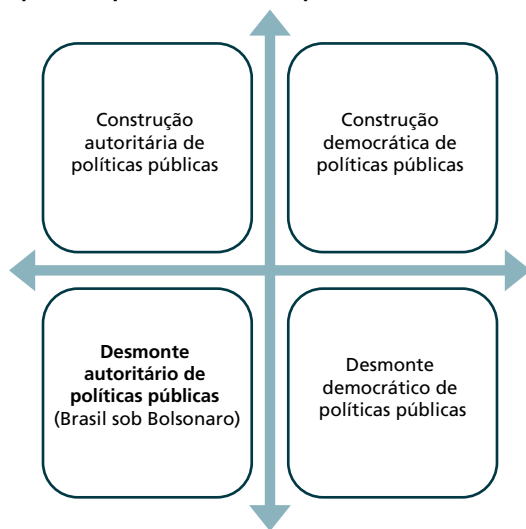 Construção
autoritária de
políticas públicas
Construção
democrática de
políticas públicas
Desmonte
autoritário de
políticas públicas
(Brasil sob Bolsonaro)
Desmonte
democrático de
políticas públicas